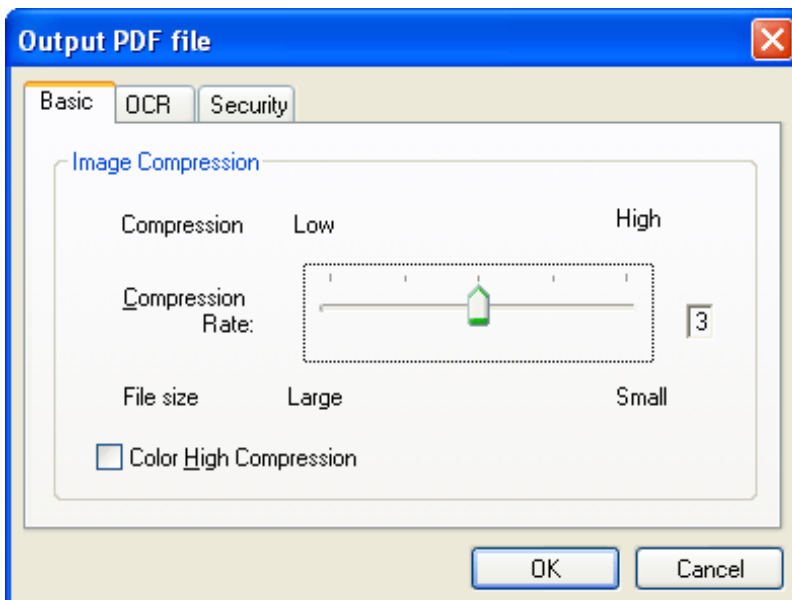 Output PDF file
Basic OCR Security
Image Compression
Compression Low High
Compression
Rate: 3
File size Large Small
Color High Compression
OK Cancel